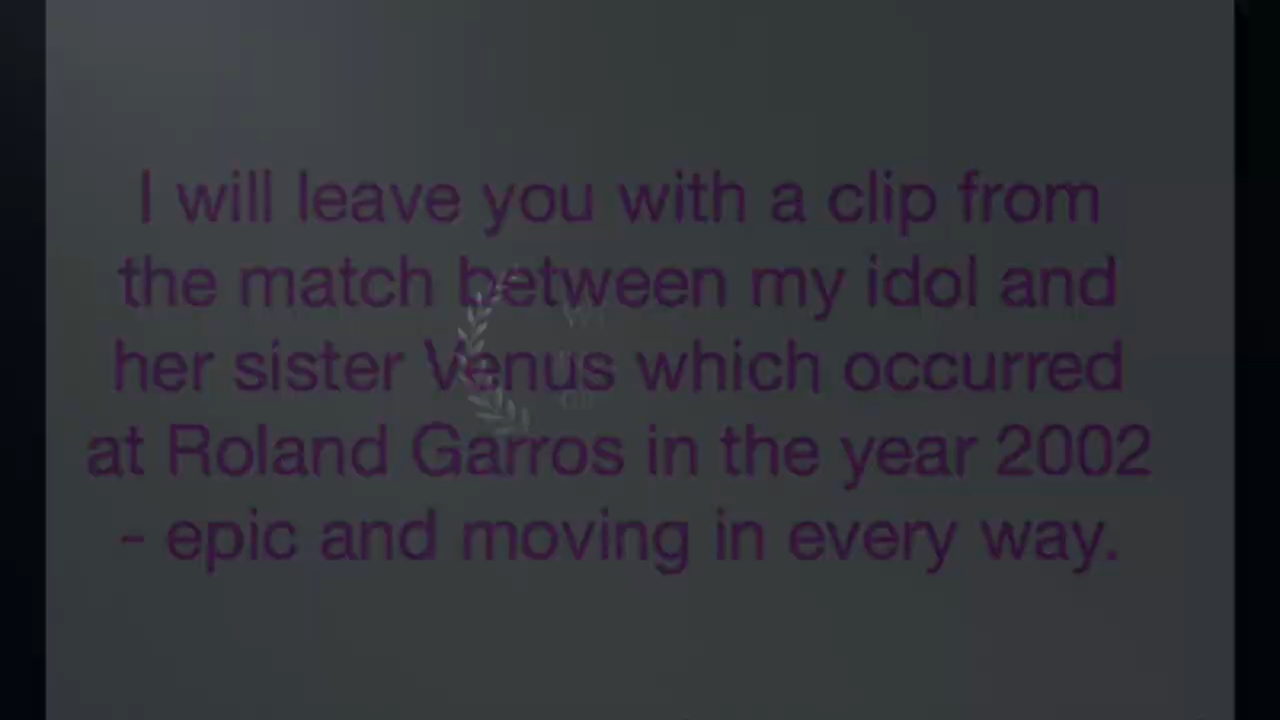 I will leave you with a clip from
the match between my idol and
her sister Venus which occurred
at Roland Garros in the year 2002
- epic and moving in every way.